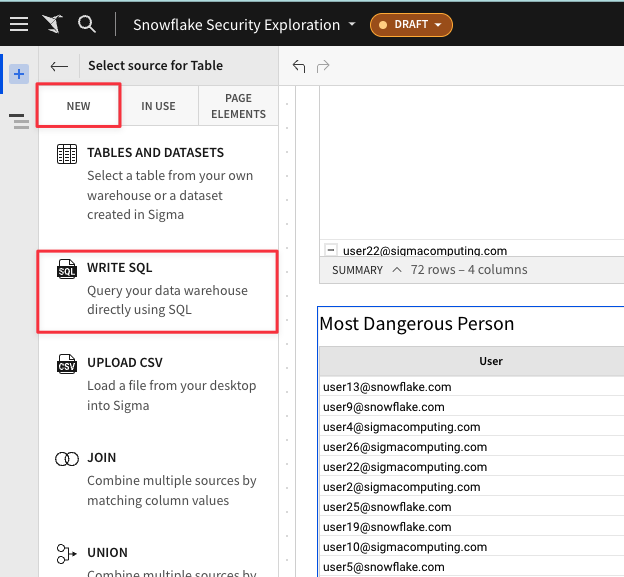 Snowflake Security Exploration
DRAFT
Select source for Table
NEW
IN USE
PAGE
ELEMENTS
TABLES AND DATASETS
Select a table from your own
warehouse or a dataset
created in Sigma
SQL
WRITE SQL
Query your data warehouse
directly using SQL
CSV
UPLOAD CSV
Load a file from your desktop
into Sigma
JOIN
Combine multiple sources by
matching column values
UNION
Combine multiple sources by
user22@sigmacomputing.com
SUMMARY 72 rows – 4 columns
Most Dangerous Person
User
user13@snowflake.com
user9@snowflake.com
user4@sigmacomputing.com
user26@sigmacomputing.com
user22@sigmacomputing.com
user2@sigmacomputing.com
user25@snowflake.com
user19@snowflake.com
user10@sigmacomputing.com
user5@snowflake.com